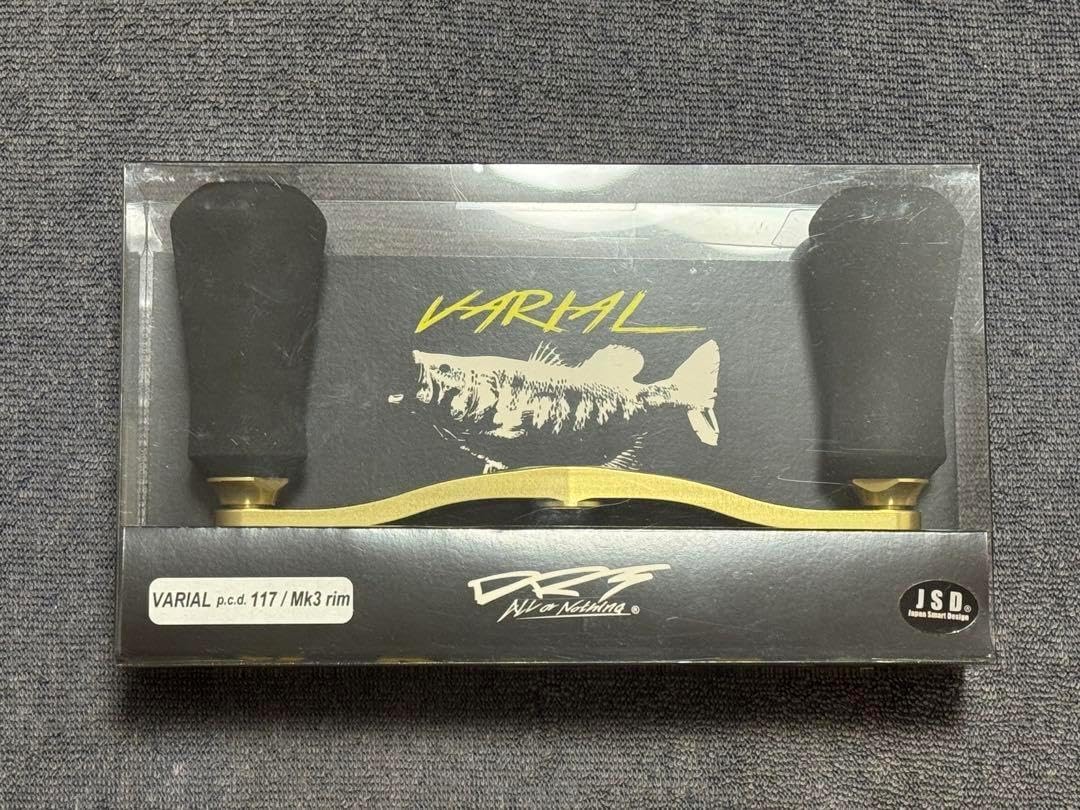 VARIAL
VARIAL p.c.d. 117 / Mk3 rim
DRT
ALL or Nothing ®
JSD®
Japan Smart Design